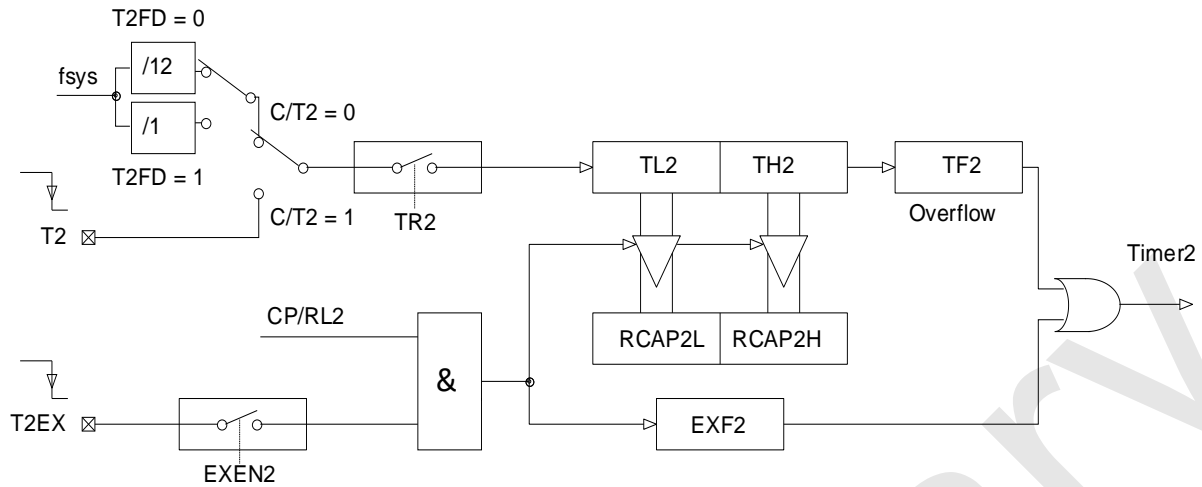 T2FD = 0
/12
fsys
C/T2 = 0
/1
T2FD = 1
TL2
TH2
TF2
C/T2 = 1
TR2
Overflow
T2
Timer2
CP/RL2
RCAP2L
RCAP2H
&
T2EX
EXF2
EXEN2